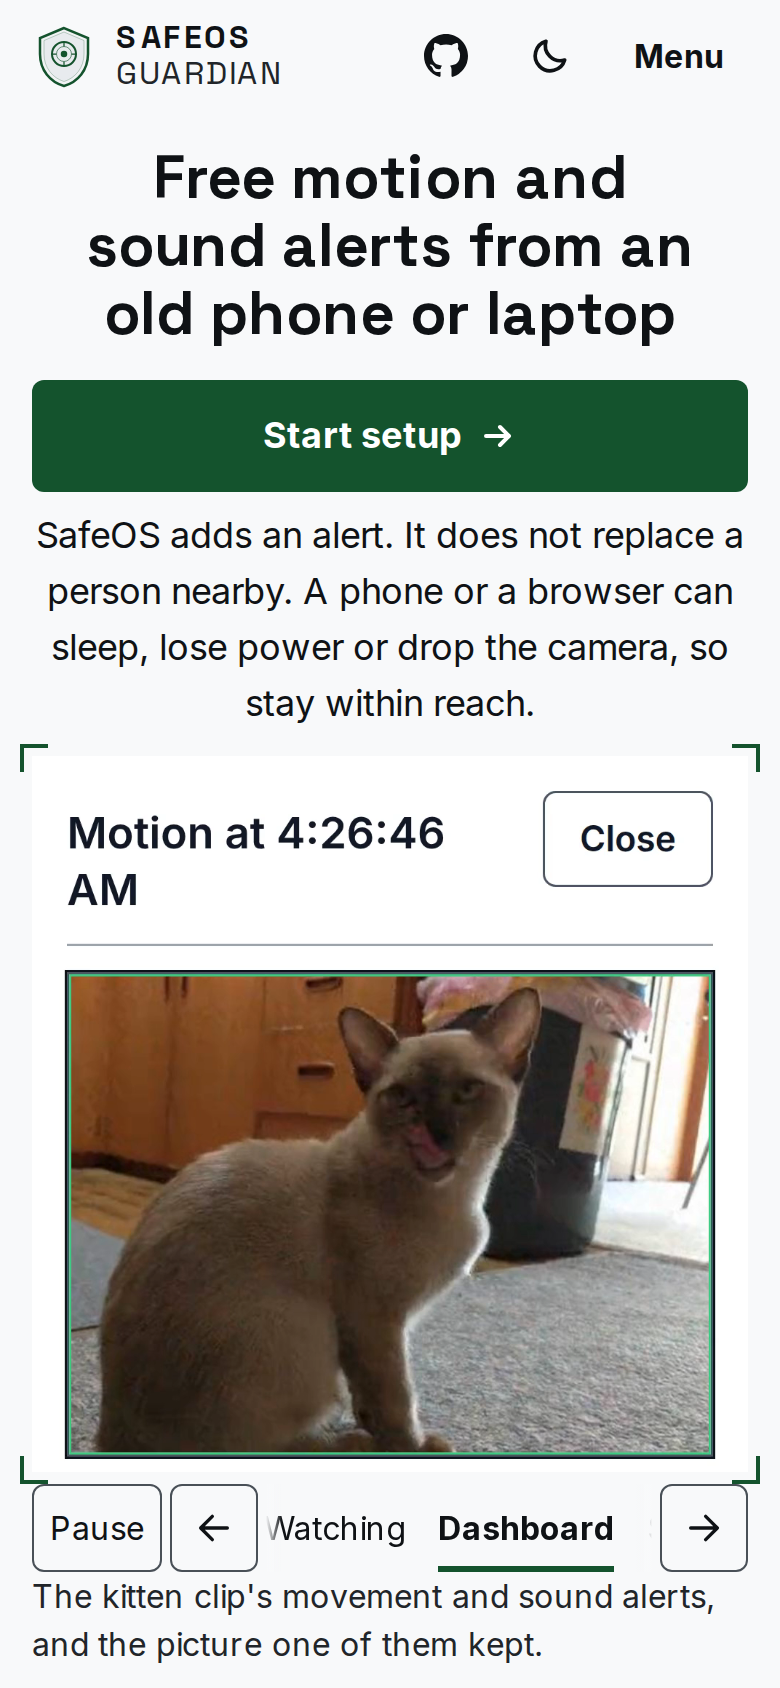 SAFEOS
GUARDIAN
Menu
Free motion and
sound alerts from an
old phone or laptop
Start setup →
SafeOS adds an alert. It does not replace a
person nearby. A phone or a browser can
sleep, lose power or drop the camera, so
stay within reach.
Motion at 4:26:46
AM
Close
Pause ← Watching Dashboard →
The kitten clip's movement and sound alerts,
and the picture one of them kept.